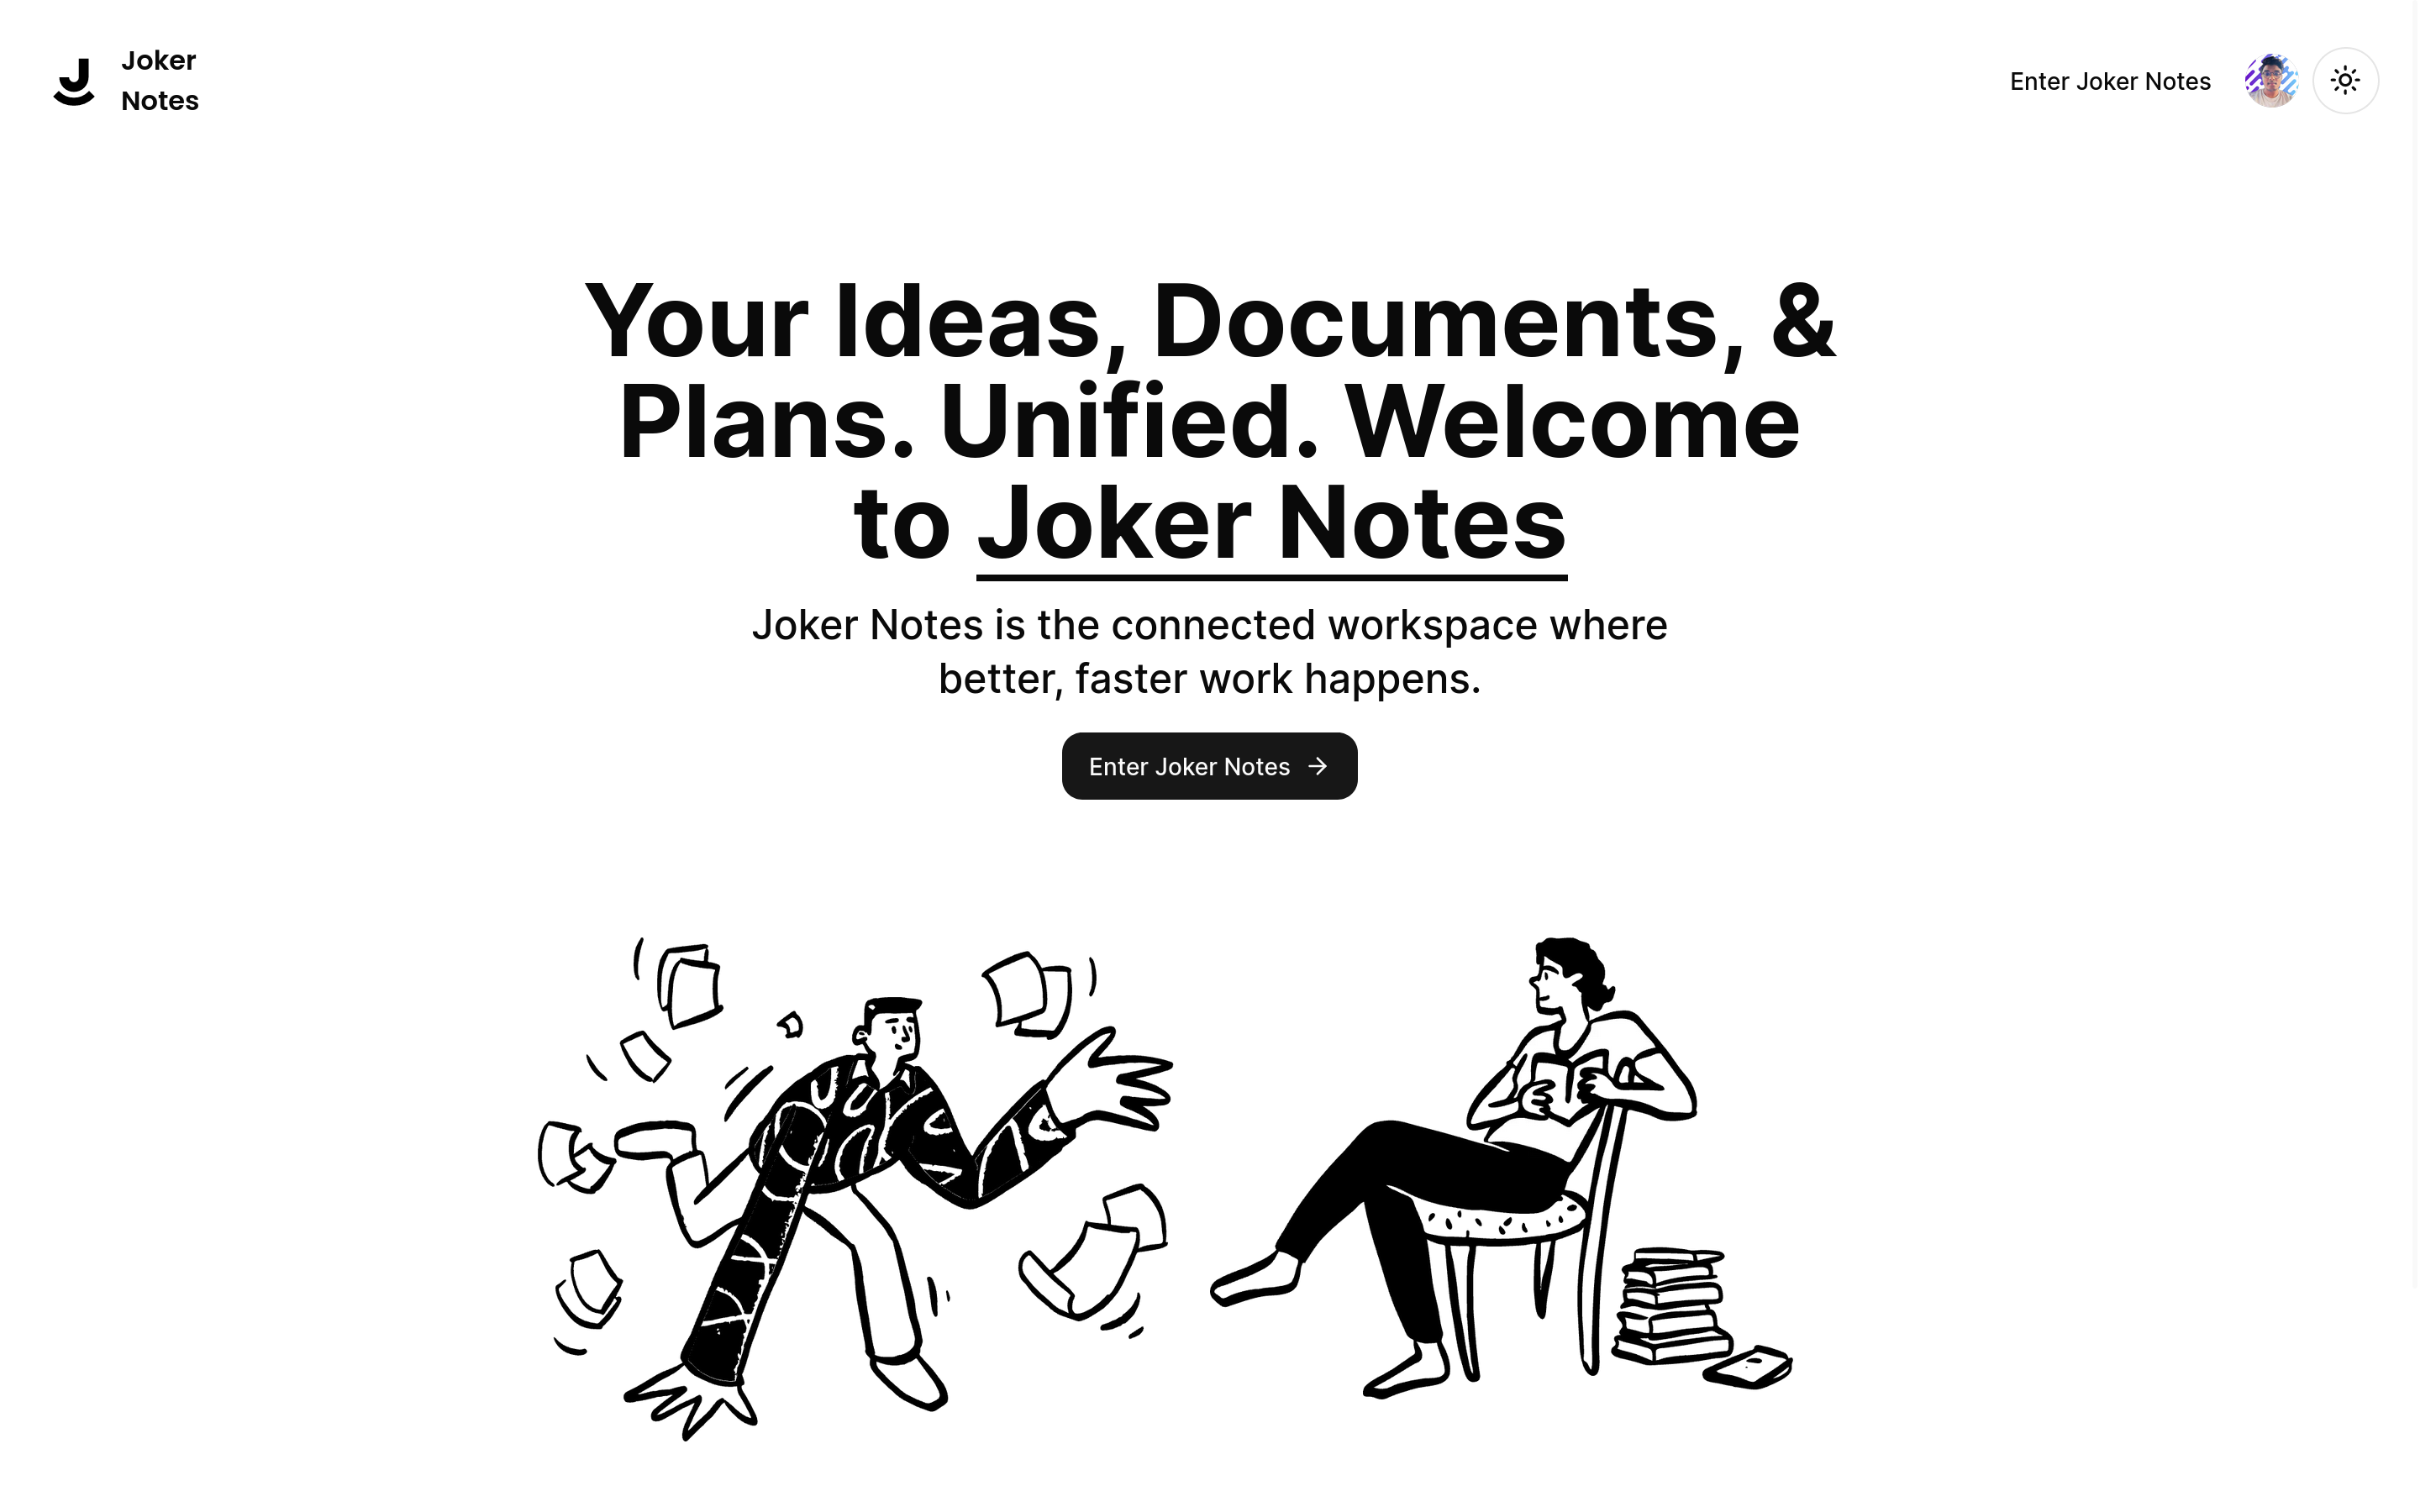 Joker
Notes
Enter Joker Notes
Your Ideas, Documents, &
Plans. Unified. Welcome
to Joker Notes
Joker Notes is the connected workspace where
better, faster work happens.
Enter Joker Notes